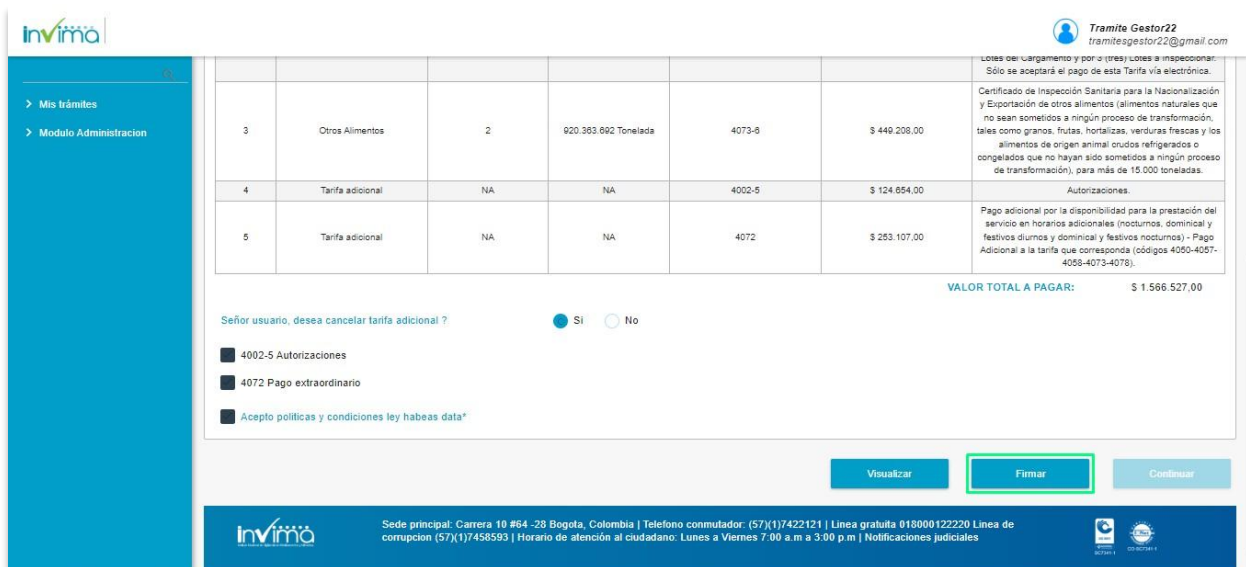 invima
Tramite Gestor22
tramitesgestor22@gmail.com
Mis trámites
Modulo Administracion
Lotes del Cargamento y por 3 (tres) Lotes a Inspeccionar.
Sólo se aceptará el pago de esta Tarifa vía electrónica.
3 Otros Alimentos 2 920.363.692 Tonelada 4073-6 $ 449.208,00
Certificado de Inspección Sanitaria para la Nacionalización
y Exportación de otros alimentos (alimentos naturales que
no sean sometidos a ningún proceso de transformación,
tales como granos, frutas, hortalizas, verduras frescas y los
alimentos de origen animal crudos refrigerados o
congelados que no hayan sido sometidos a ningún proceso
de transformación), para más de 15.000 toneladas.
4 Tarifa adicional NA NA 4002-5 $ 124.654,00 Autorizaciones.
5 Tarifa adicional NA NA 4072 $ 253.107,00
Pago adicional por la disponibilidad para la prestación del
servicio en horarios adicionales (nocturnos, dominical y
festivos diurnos y dominical y festivos nocturnos) - Pago
Adicional a la tarifa que corresponda (códigos 4050-4057-
4058-4073-4078).
VALOR TOTAL A PAGAR: $ 1.566.527,00
Señor usuario, desea cancelar tarifa adicional ? Si No
4002-5 Autorizaciones
4072 Pago extraordinario
Acepto políticas y condiciones ley habeas data*
Visualizar Firmar Continuar
invima
Sede principal: Carrera 10 #64 -28 Bogota, Colombia | Telefono conmutador: (57)(1)7422121 | Linea gratuita 018000122220 Linea de
corrupcion (57)(1)7458593 | Horario de atención al ciudadano: Lunes a Viernes 7:00 a.m a 3:00 p.m | Notificaciones judiciales